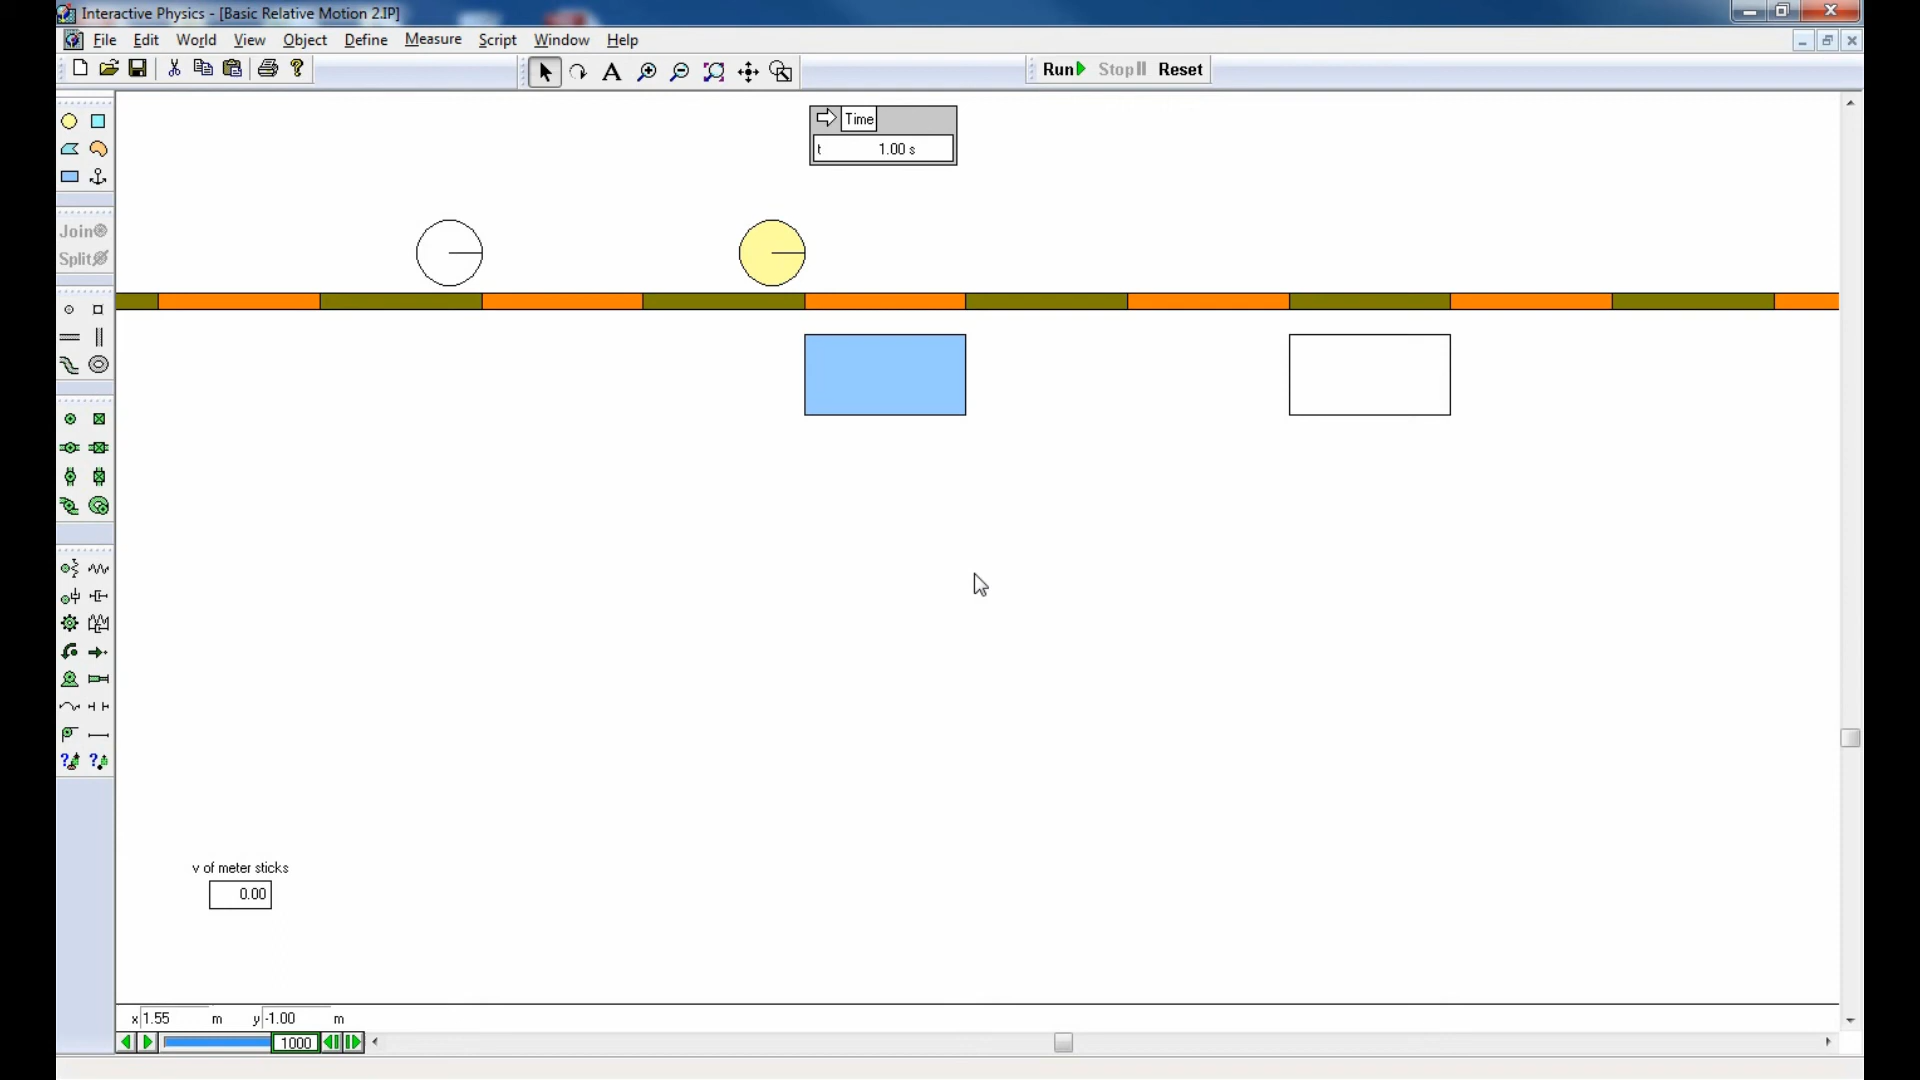 Interactive Physics - [Basic Relative Motion 2.IP]
File Edit World View Object Define Measure Script Window Help
A Run Stop Reset
Time
t 1.00 s
Join
Split
v of meter sticks
0.00
x 1.55 m y -1.00 m
1000